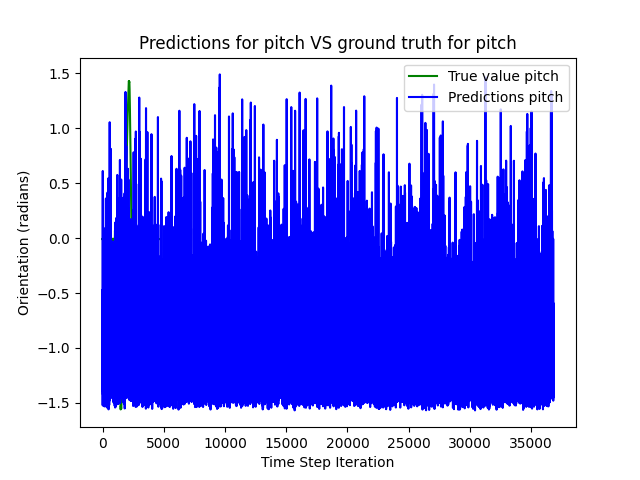 Predictions for pitch VS ground truth for pitch
True value pitch
Predictions pitch
Orientation (radians)
1.5
1.0
0.5
0.0
−0.5
−1.0
−1.5
0 5000 10000 15000 20000 25000 30000 35000
Time Step Iteration